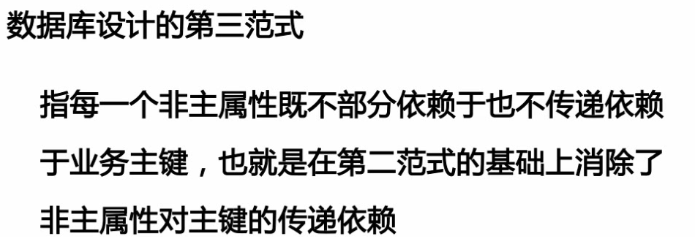 数据库设计的第三范式
指每一个非主属性既不部分依赖于也不传递依赖
于业务主键，也就是在第二范式的基础上消除了
非主属性对主键的传递依赖